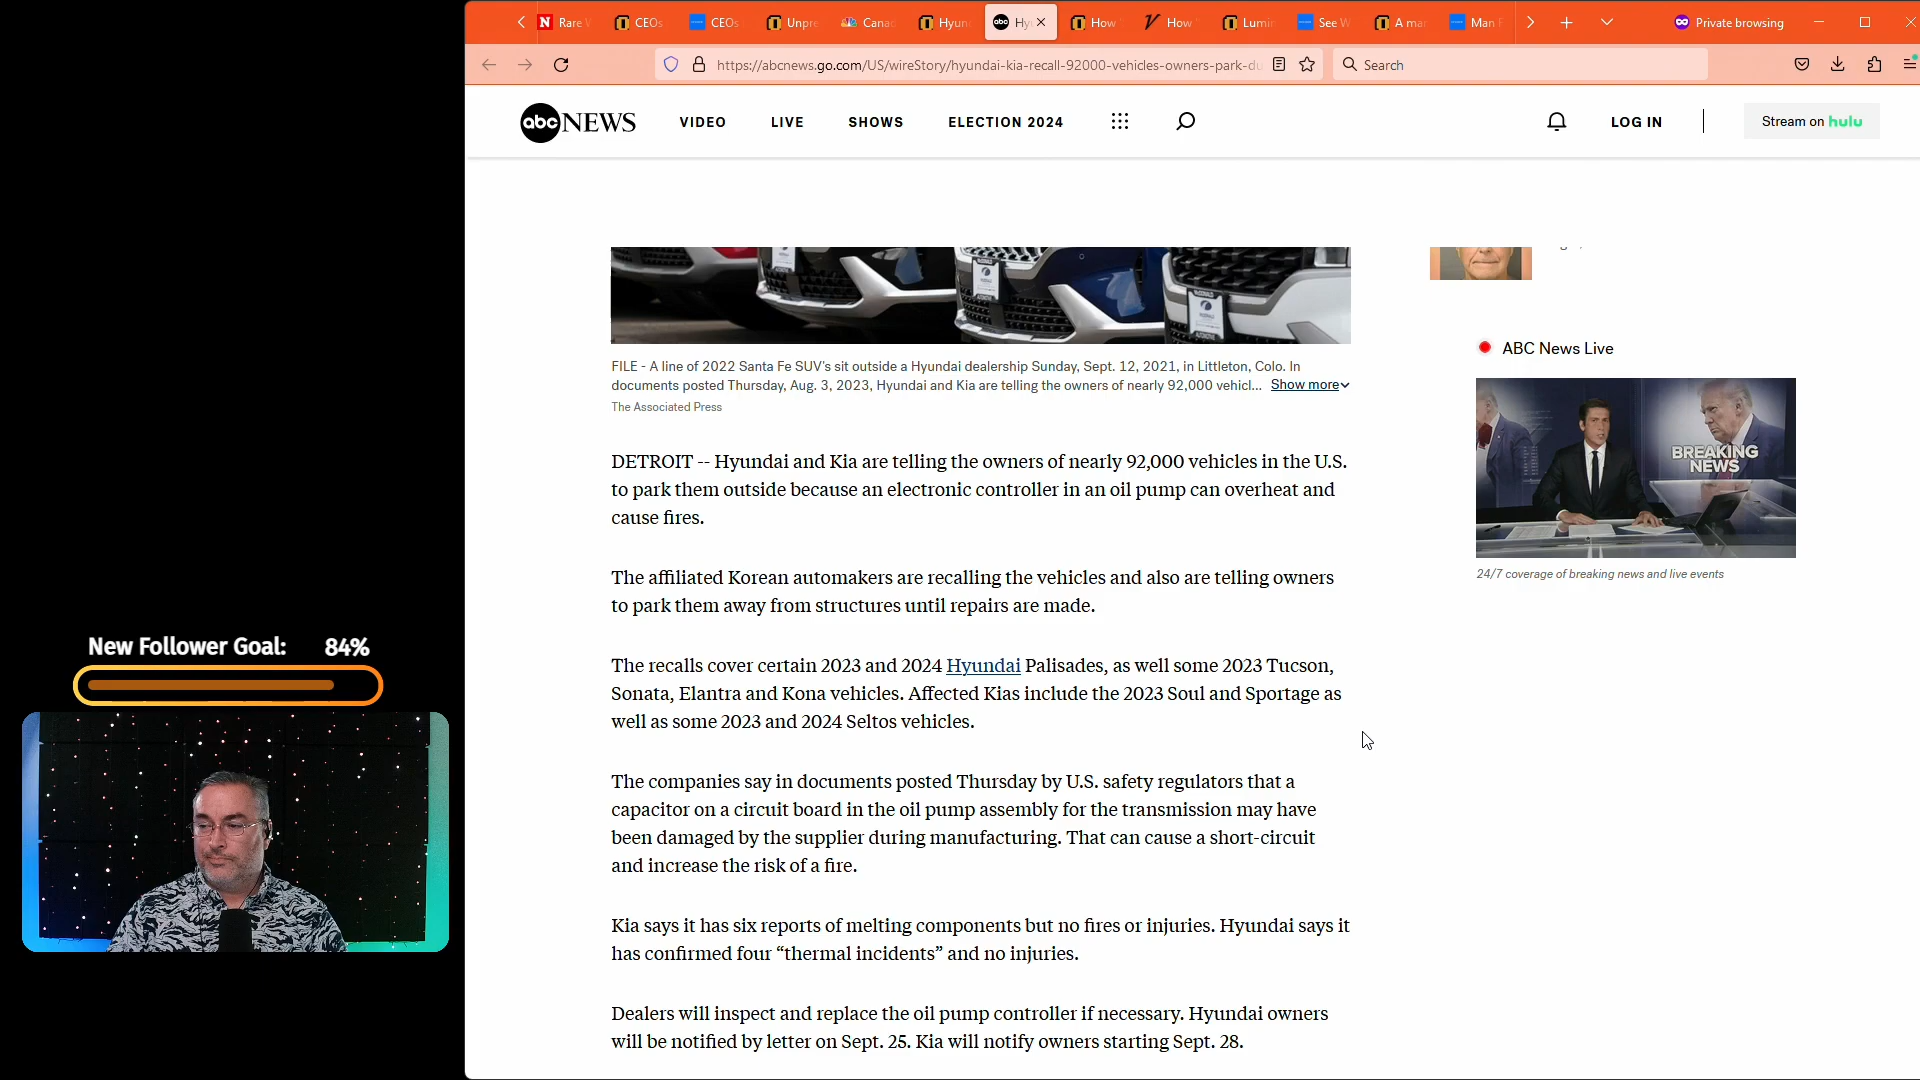 Rare
CEOs
CEOs
Unpre
Canad
Hyun
Hy
How
How
Lumin
See W
A ma
Man F
Private browsing
https://abcnews.go.com/US/wireStory/hyundai-kia-recall-92000-vehicles-owners-park-du
Search
abc NEWS
VIDEO
LIVE
SHOWS
ELECTION 2024
LOG IN
Stream on hulu
FILE - A line of 2022 Santa Fe SUV's sit outside a Hyundai dealership Sunday, Sept. 12, 2021, in Littleton, Colo. In
documents posted Thursday, Aug. 3, 2023, Hyundai and Kia are telling the owners of nearly 92,000 vehicl... Show more
The Associated Press
ABC News Live
BREAKING
NEWS
24/7 coverage of breaking news and live events
DETROIT -- Hyundai and Kia are telling the owners of nearly 92,000 vehicles in the U.S.
to park them outside because an electronic controller in an oil pump can overheat and
cause fires.
The affiliated Korean automakers are recalling the vehicles and also are telling owners
to park them away from structures until repairs are made.
The recalls cover certain 2023 and 2024 Hyundai Palisades, as well some 2023 Tucson,
Sonata, Elantra and Kona vehicles. Affected Kias include the 2023 Soul and Sportage as
well as some 2023 and 2024 Seltos vehicles.
The companies say in documents posted Thursday by U.S. safety regulators that a
capacitor on a circuit board in the oil pump assembly for the transmission may have
been damaged by the supplier during manufacturing. That can cause a short-circuit
and increase the risk of a fire.
Kia says it has six reports of melting components but no fires or injuries. Hyundai says it
has confirmed four “thermal incidents” and no injuries.
Dealers will inspect and replace the oil pump controller if necessary. Hyundai owners
will be notified by letter on Sept. 25. Kia will notify owners starting Sept. 28.
New Follower Goal: 84%